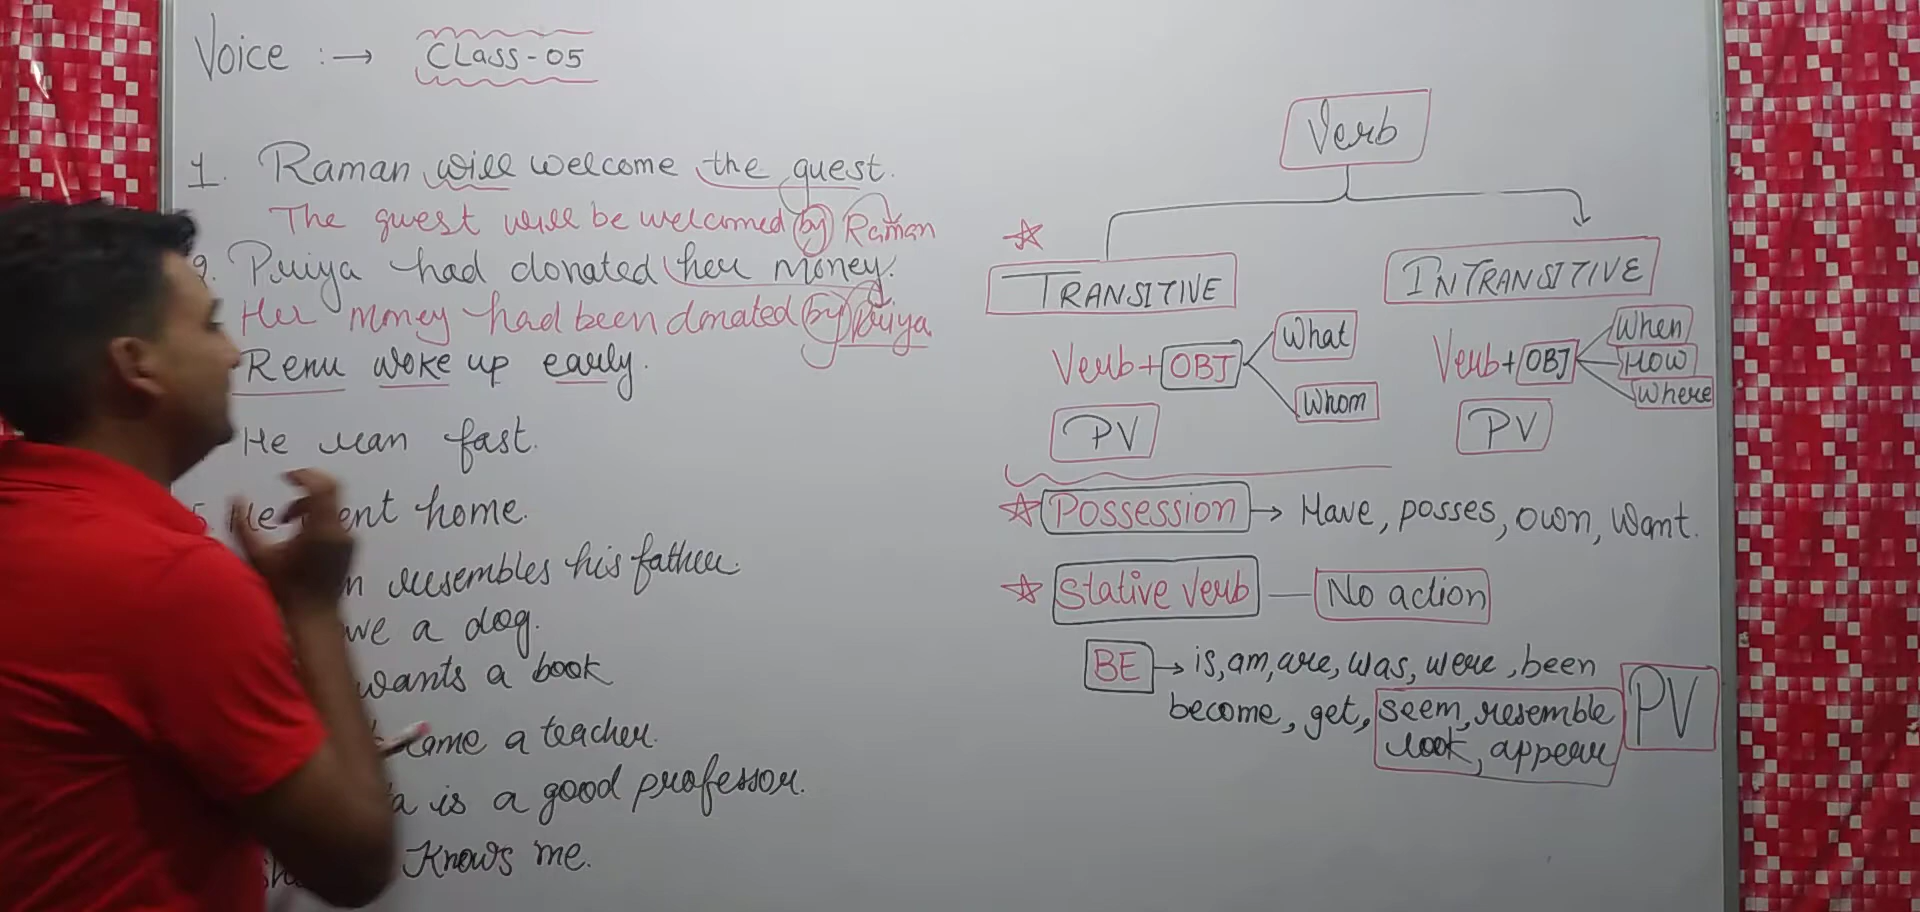 Voice :→ CLASS-05
1. Raman will welcome the guest.
The guest will be welcomed by Raman
2. Priya had donated her money.
Her money had been donated by Priya
Renu woke up early.
He ran fast.
5. He went home.
resembles his father.
a dog.
wants a book
a teacher.
is a good professor.
Knows me.
Verb
TRANSITIVE
INTRANSITIVE
Verb + OBJ What
Whom
PV
Verb + OBJ When
How
Where
PV
Possession → Have, posses, own, want.
Stative verb — No action
BE → is, am, are, was, were, been
become, get, seem, resemble
look, appear
PV